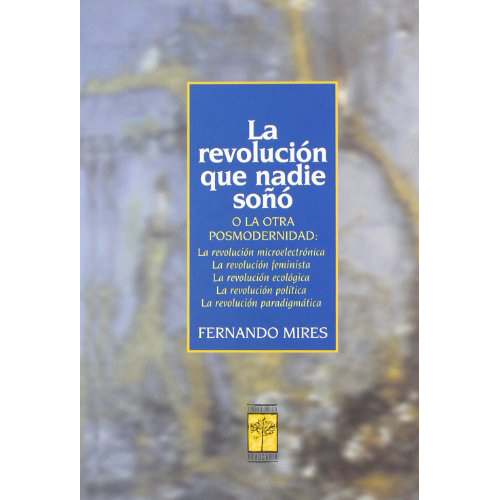 La
revolución
que nadie
soñó
O LA OTRA
POSMODERNIDAD:
La revolución microelectrónica
La revolución feminista
La revolución ecológica
La revolución política
La revolución paradigmática
FERNANDO MIRES
ARAUCARIA